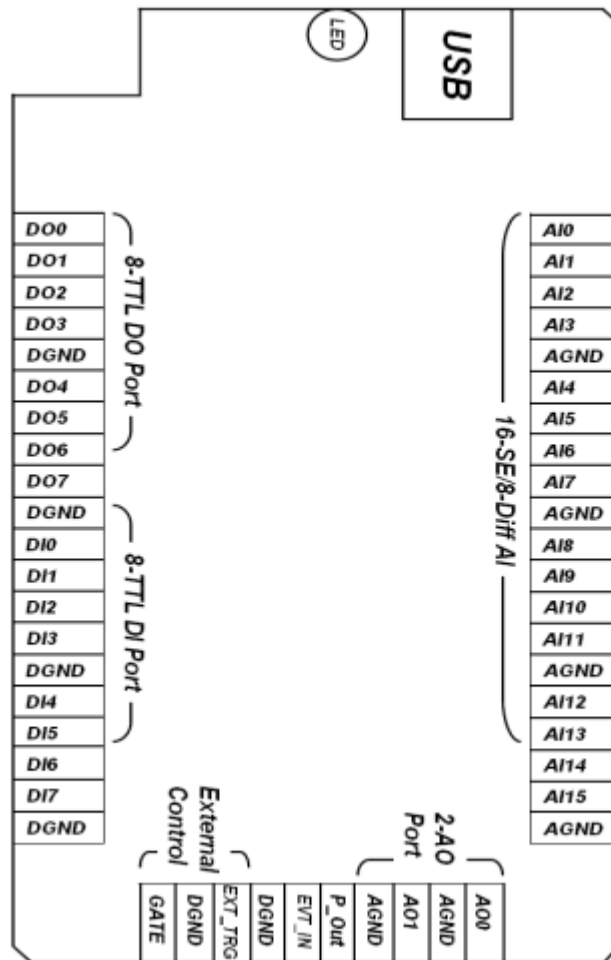 LED
USB
DO0
DO1
DO2
DO3
DGND
DO4
DO5
DO6
DO7
DGND
DI0
DI1
DI2
DI3
DGND
DI4
DI5
DI6
DI7
DGND
8-TTL DO Port
8-TTL DI Port
16-SE/8-Diff AI
AI0
AI1
AI2
AI3
AGND
AI4
AI5
AI6
AI7
AGND
AI8
AI9
AI10
AI11
AGND
AI12
AI13
AI14
AI15
AGND
External
Control
2-AO
Port
GATE
DGND
EXT_TRG
DGND
EVT_IN
P_Out
AGND
AO1
AGND
AO0